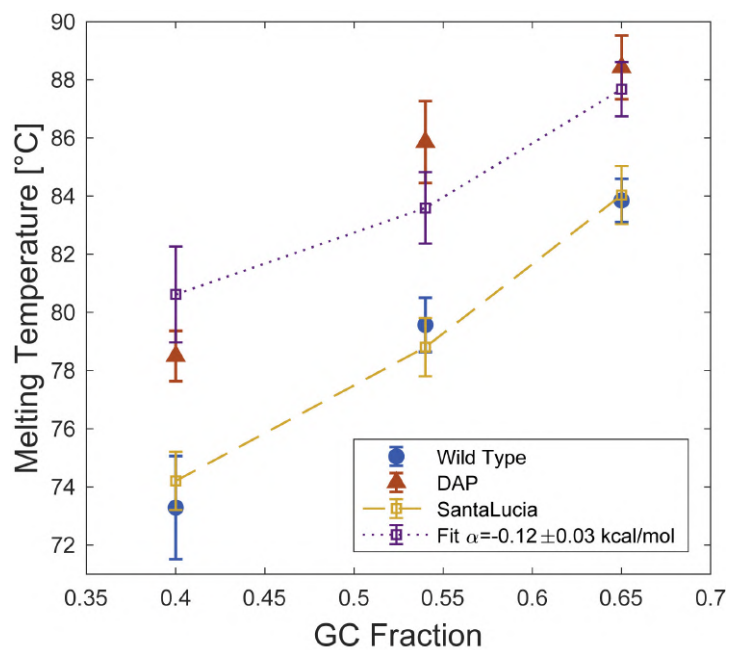 90
88
86
84
82
80
78
76
74
72
Melting Temperature [°C]
Wild Type
DAP
SantaLucia
Fit α=-0.12 ±0.03 kcal/mol
0.35 0.4 0.45 0.5 0.55 0.6 0.65 0.7
GC Fraction